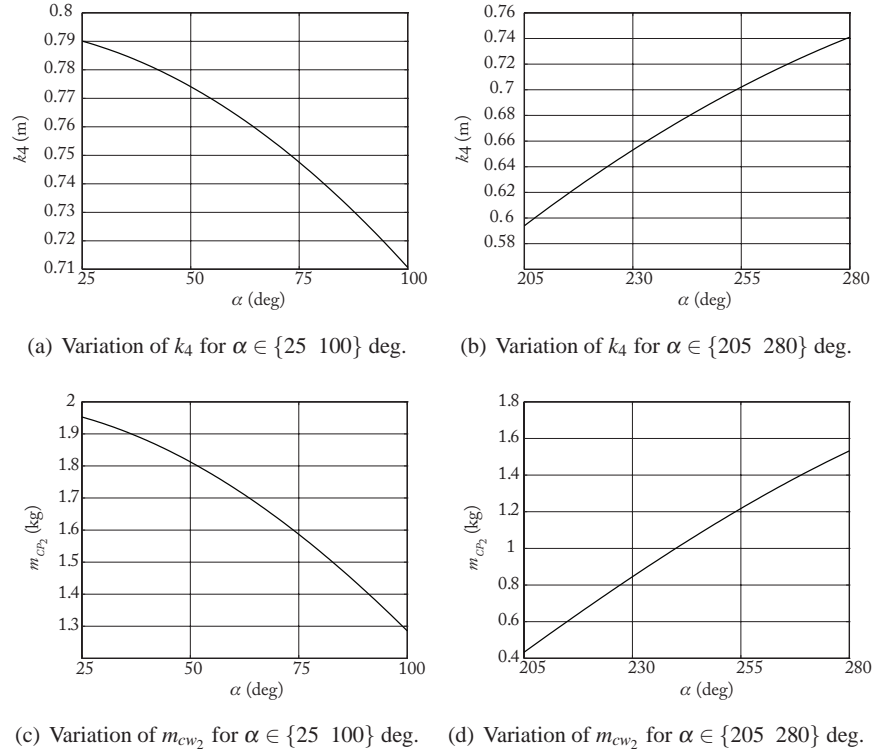 0.8
0.79
0.78
0.77
0.76
0.75
0.74
0.73
0.72
0.71
k4 (m)
25 50 75 100
α (deg)
(a) Variation of k4 for α ∈ {25 100} deg.
0.76
0.74
0.72
0.7
0.68
0.66
0.64
0.62
0.6
0.58
k4 (m)
205 230 255 280
α (deg)
(b) Variation of k4 for α ∈ {205 280} deg.
2
1.9
1.8
1.7
1.6
1.5
1.4
1.3
mCP2 (kg)
25 50 75 100
α (deg)
(c) Variation of mcw2 for α ∈ {25 100} deg.
1.8
1.6
1.4
1.2
1
0.8
0.6
0.4
mCP2 (kg)
205 230 255 280
α (deg)
(d) Variation of mcw2 for α ∈ {205 280} deg.